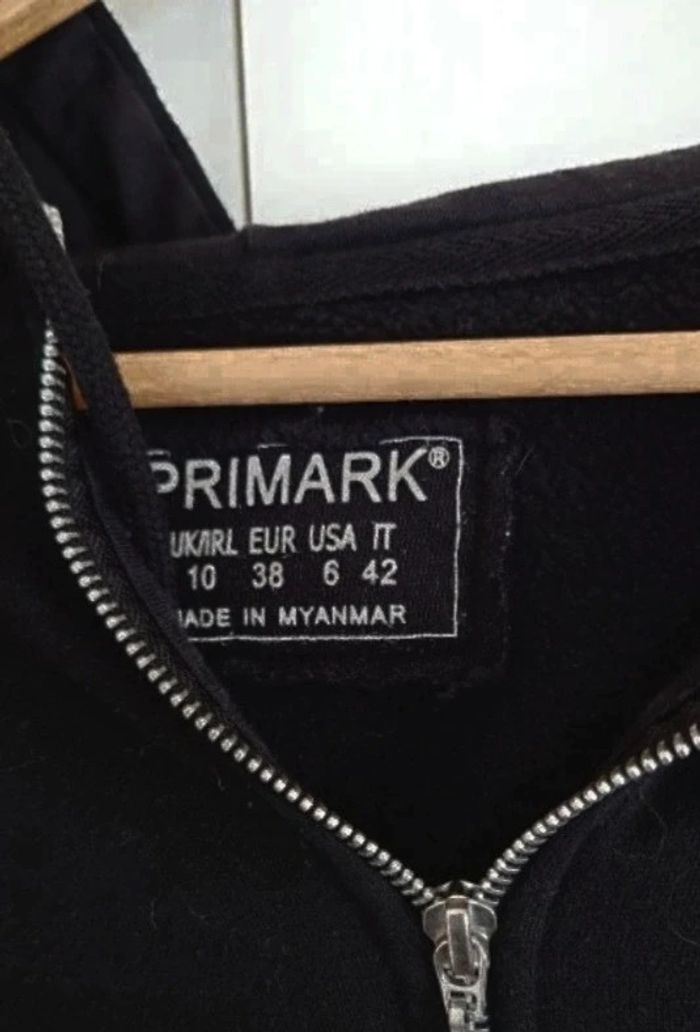 PRIMARK®
UK/IRL EUR USA IT
10 38 6 42
MADE IN MYANMAR